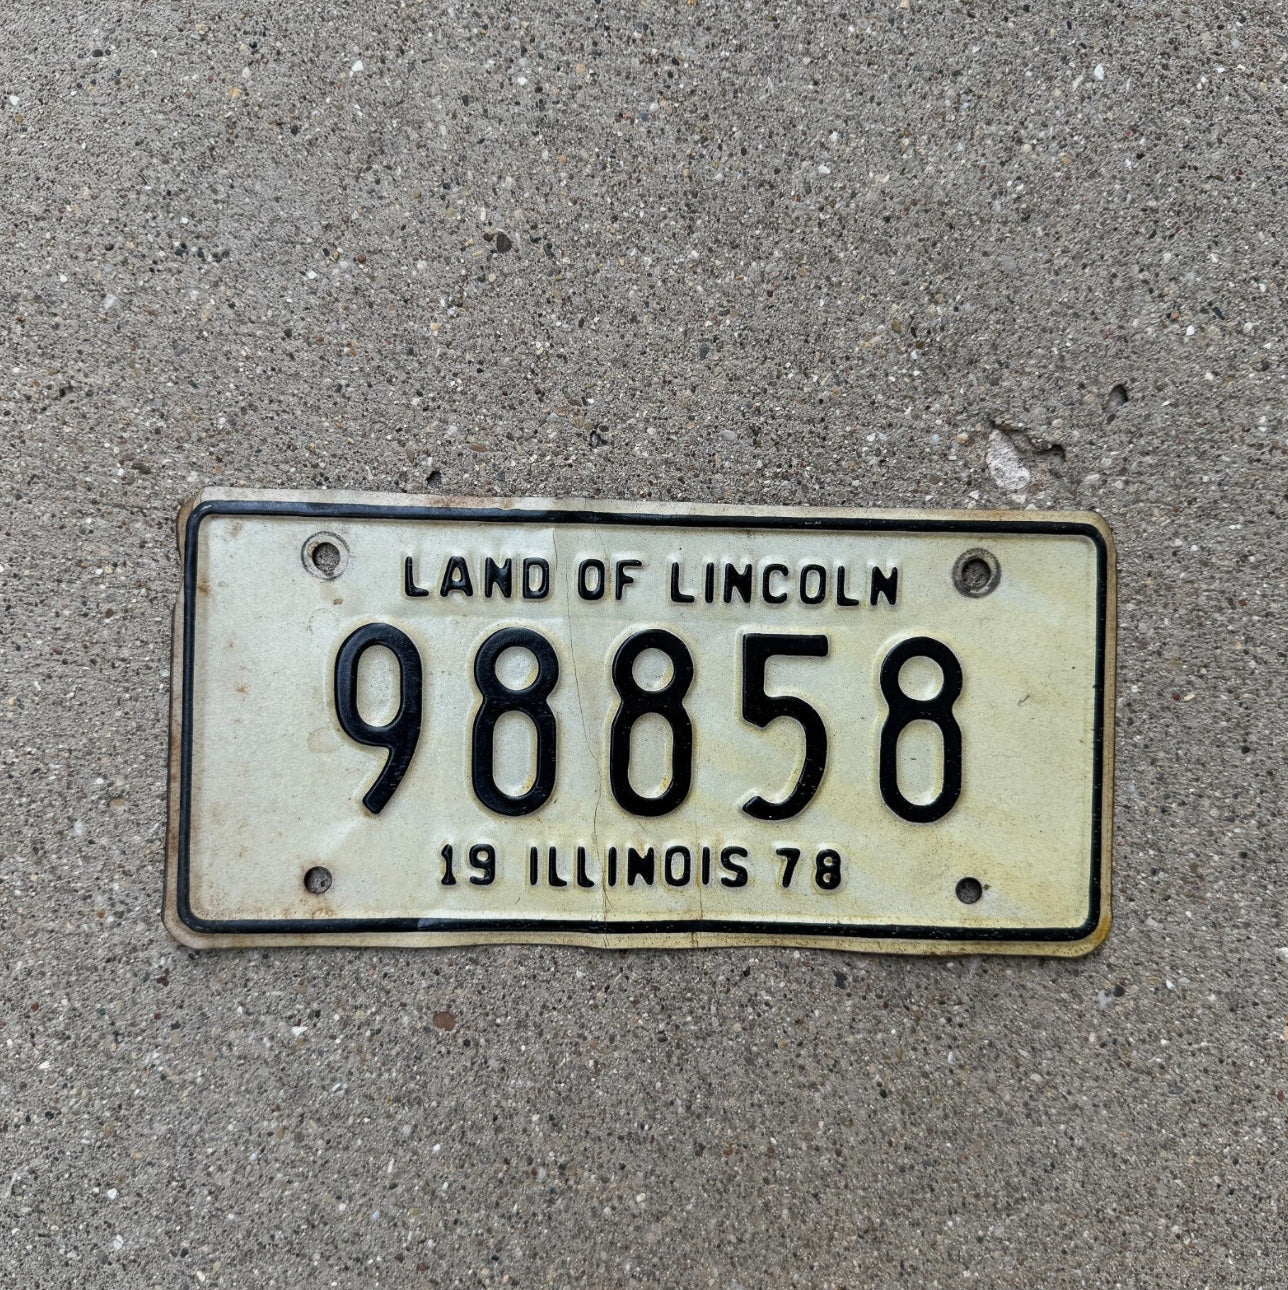 LAND OF LINCOLN
98858
19 ILLINOIS 78